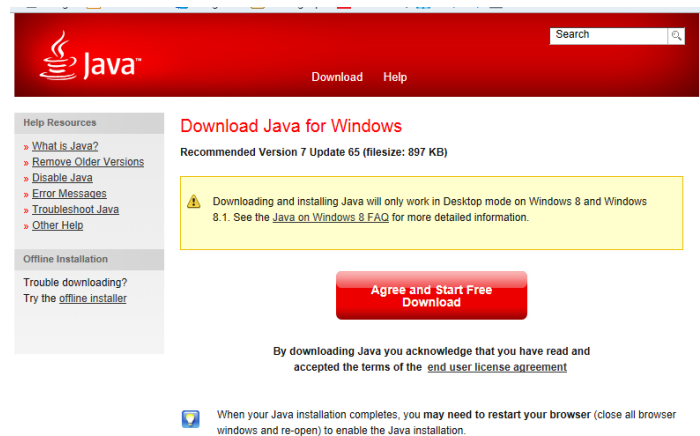 Search
Java™
Download Help
Help Resources
» What is Java?
» Remove Older Versions
» Disable Java
» Error Messages
» Troubleshoot Java
» Other Help
Offline Installation
Trouble downloading?
Try the offline installer
Download Java for Windows
Recommended Version 7 Update 65 (filesize: 897 KB)
Downloading and installing Java will only work in Desktop mode on Windows 8 and Windows
8.1. See the Java on Windows 8 FAQ for more detailed information.
Agree and Start Free
Download
By downloading Java you acknowledge that you have read and
accepted the terms of the end user license agreement
When your Java installation completes, you may need to restart your browser (close all browser
windows and re-open) to enable the Java installation.